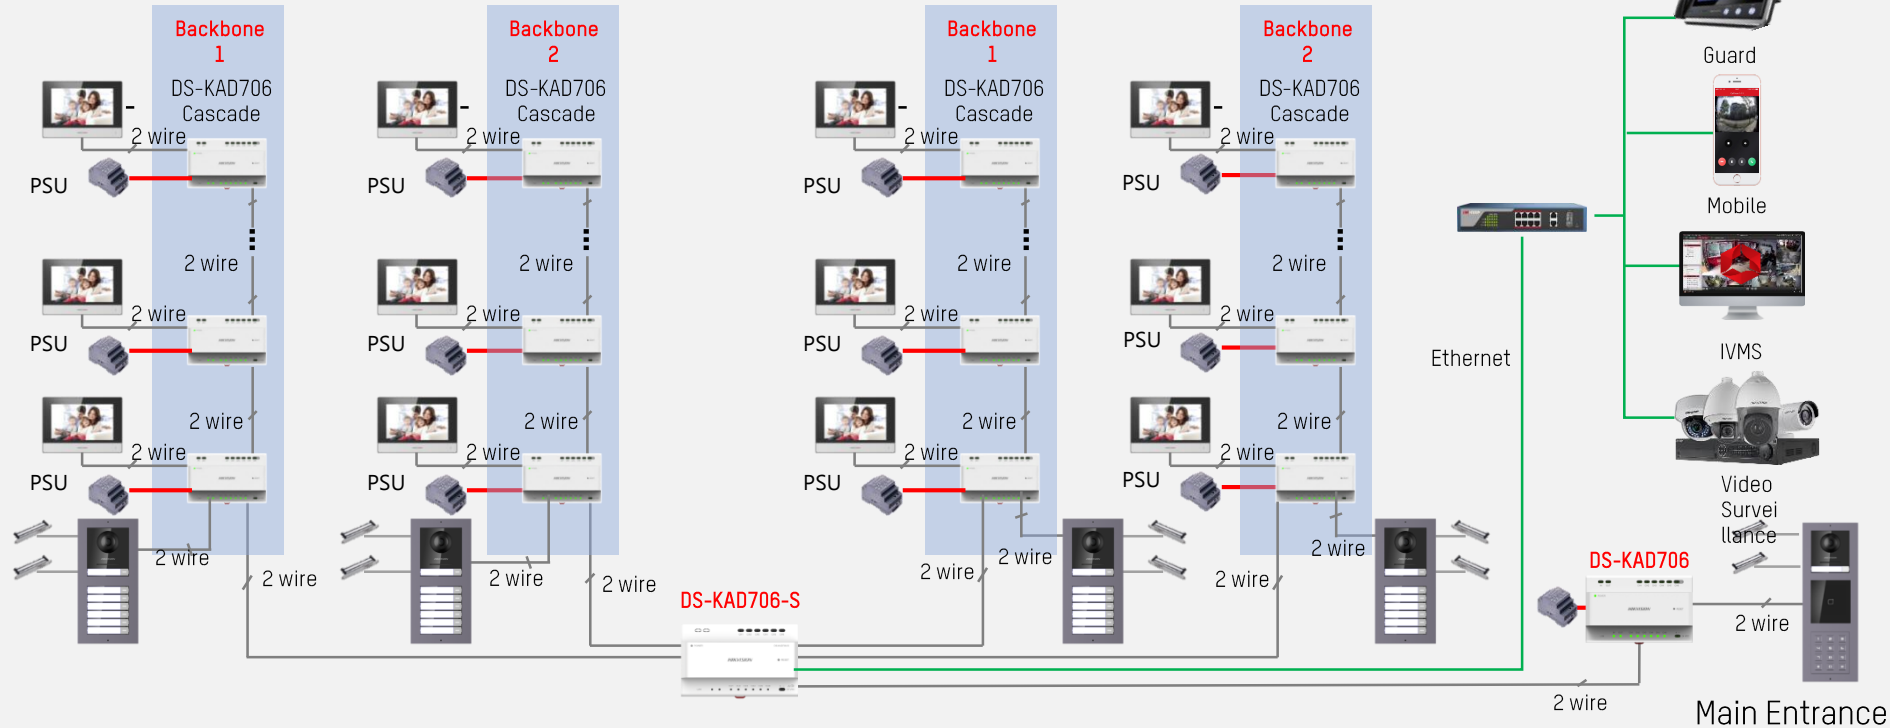 Backbone
1
Backbone
2
Backbone
1
Backbone
2
DS-KAD706
Cascade
DS-KAD706
Cascade
DS-KAD706
Cascade
DS-KAD706
Cascade
-
-
-
-
2 wire
2 wire
2 wire
2 wire
PSU
PSU
PSU
PSU
2 wire
2 wire
2 wire
2 wire
2 wire
2 wire
2 wire
2 wire
PSU
PSU
PSU
PSU
2 wire
2 wire
2 wire
2 wire
2 wire
2 wire
2 wire
2 wire
PSU
PSU
PSU
PSU
2 wire
2 wire
2 wire
2 wire
2 wire
2 wire
2 wire
2 wire
DS-KAD706-S
HIKVISION
Guard
Mobile
IVMS
Ethernet
Video
Survei
llance
DS-KAD706
2 wire
2 wire
Main Entrance